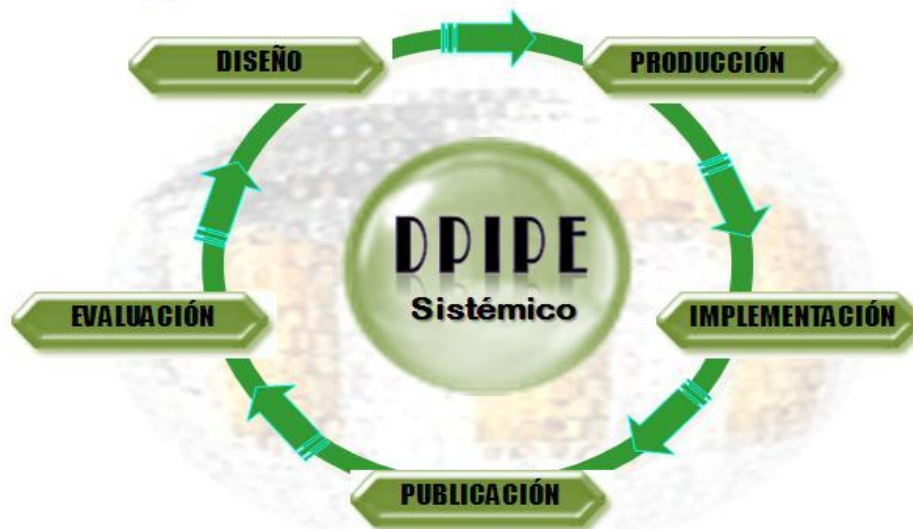 DISEÑO
PRODUCCIÓN
DPIPE
Sistémico
EVALUACIÓN
IMPLEMENTACIÓN
PUBLICACIÓN